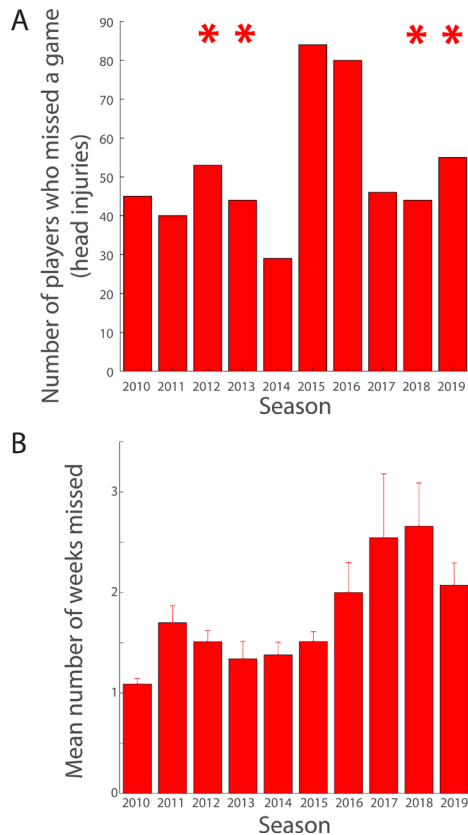 A
Number of players who missed a game
(head injuries)
90
80
70
60
50
40
30
20
10
0
* * * *
2010 2011 2012 2013 2014 2015 2016 2017 2018 2019
Season
B
Mean number of weeks missed
3
2
1
0
2010 2011 2012 2013 2014 2015 2016 2017 2018 2019
Season